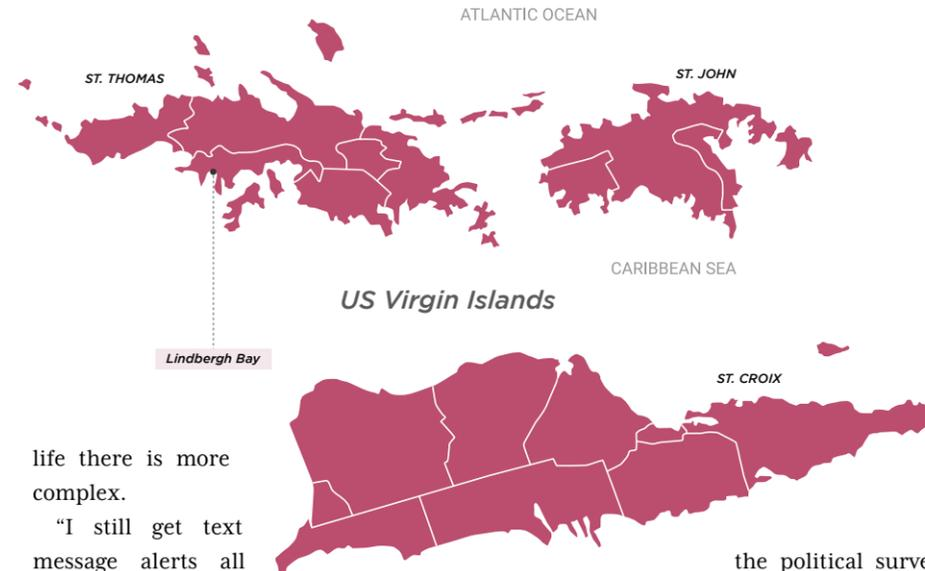 ATLANTIC OCEAN
ST. THOMAS
ST. JOHN
CARIBBEAN SEA
US Virgin Islands
Lindbergh Bay
ST. CROIX
life there is more
complex.
“I still get text
message alerts all
the political